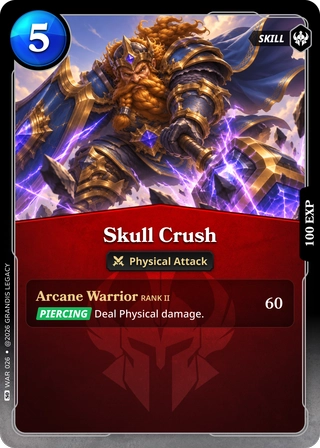 5
SKILL
Skull Crush
Physical Attack
Arcane Warrior RANK II
60
PIERCING Deal Physical damage.
100 EXP
WAR 026 • @2026 GRANDIS LEGACY